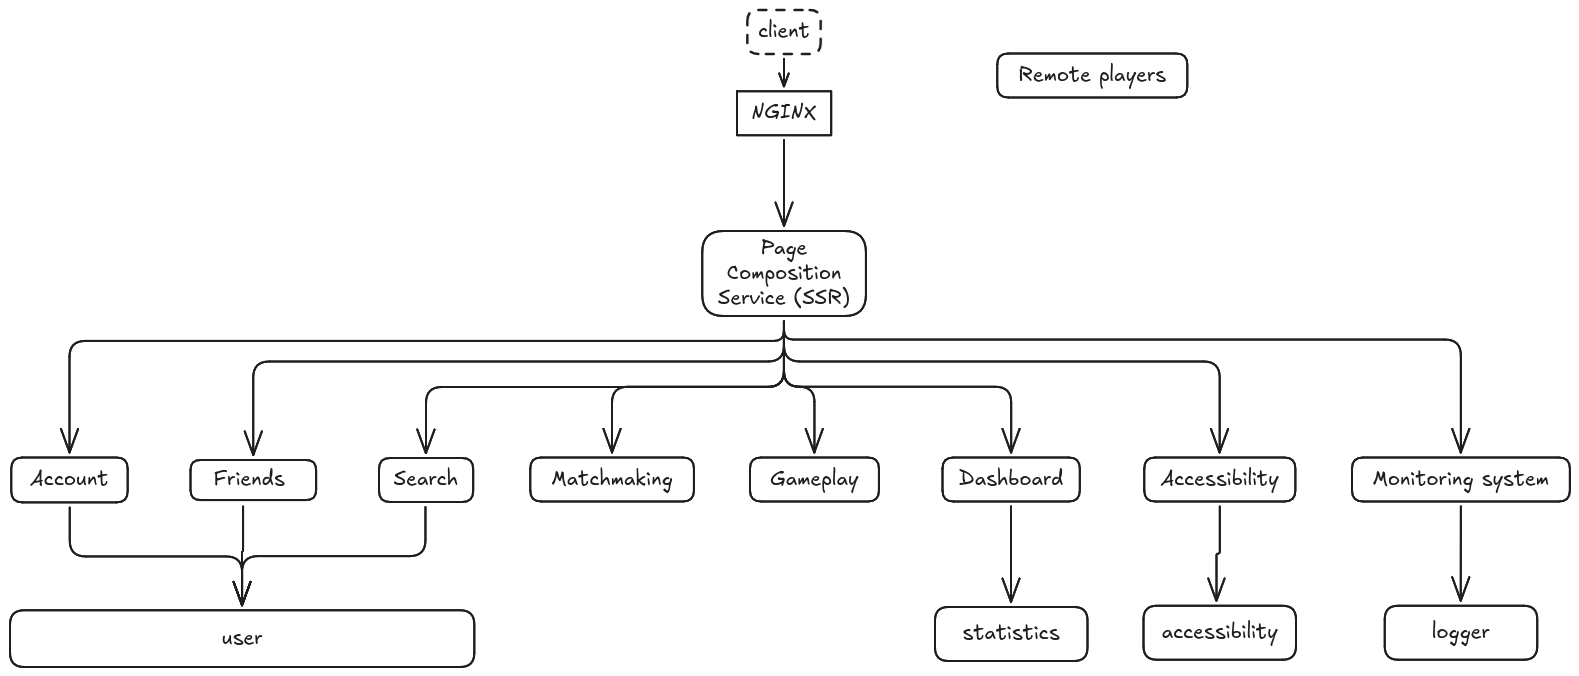 client
Remote players
NGINX
Page
Composition
Service (SSR)
Account
Friends
Search
Matchmaking
Gameplay
Dashboard
Accessibility
Monitoring system
user
statistics
accessibility
logger